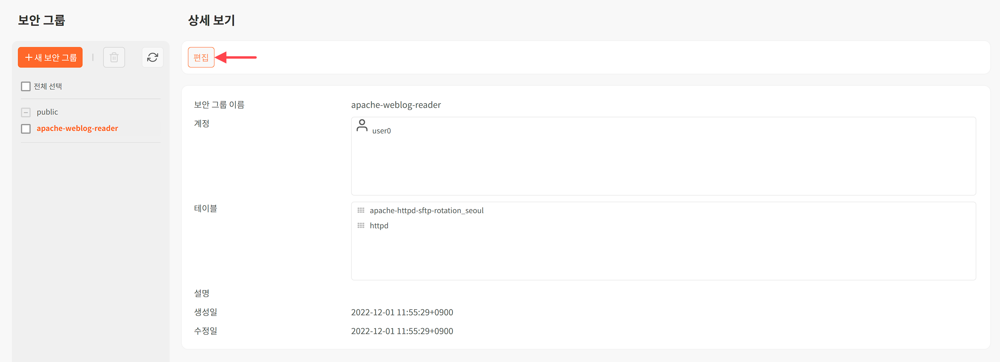 보안 그룹
새 보안 그룹
전체 선택
public
apache-weblog-reader
상세 보기
편집
보안 그룹 이름 apache-weblog-reader
계정 user0
테이블 apache-httpd-sftp-rotation_seoul
httpd
설명
생성일 2022-12-01 11:55:29+0900
수정일 2022-12-01 11:55:29+0900